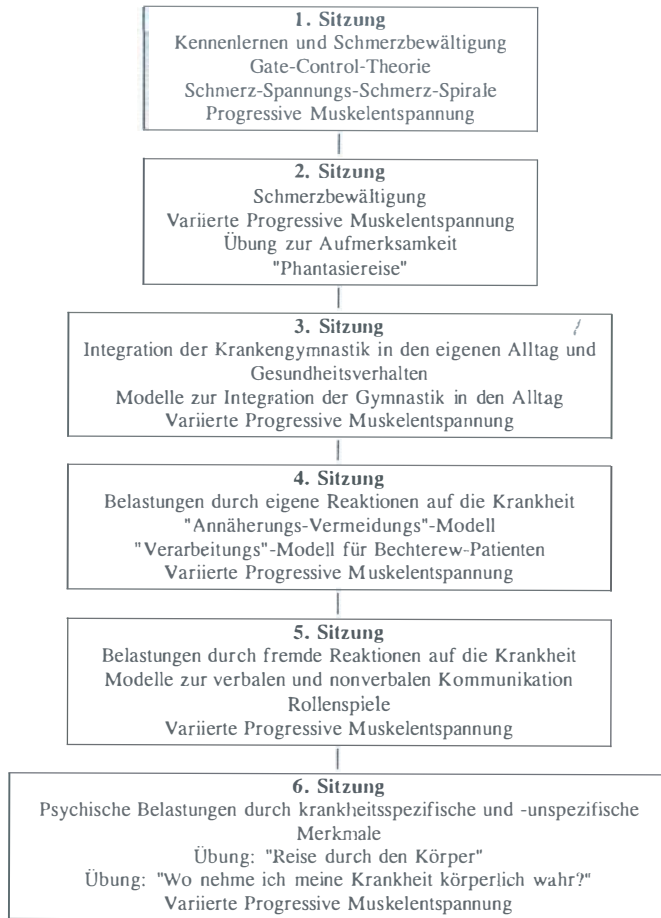 1. Sitzung
Kennenlernen und Schmerzbewältigung
Gate-Control-Theorie
Schmerz-Spannungs-Schmerz-Spirale
Progressive Muskelentspannung
2. Sitzung
Schmerzbewältigung
Variierte Progressive Muskelentspannung
Übung zur Aufmerksamkeit
"Phantasiereise"
3. Sitzung
Integration der Krankengymnastik in den eigenen Alltag und
Gesundheitsverhalten
Modelle zur Integration der Gymnastik in den Alltag
Variierte Progressive Muskelentspannung
4. Sitzung
Belastungen durch eigene Reaktionen auf die Krankheit
"Annäherungs-Vermeidungs"-Modell
"Verarbeitungs"-Modell für Bechterew-Patienten
Variierte Progressive Muskelentspannung
5. Sitzung
Belastungen durch fremde Reaktionen auf die Krankheit
Modelle zur verbalen und nonverbalen Kommunikation
Rollenspiele
Variierte Progressive Muskelentspannung
6. Sitzung
Psychische Belastungen durch krankheitsspezifische und -unspezifische
Merkmale
Übung: "Reise durch den Körper"
Übung: "Wo nehme ich meine Krankheit körperlich wahr?"
Variierte Progressive Muskelentspannung